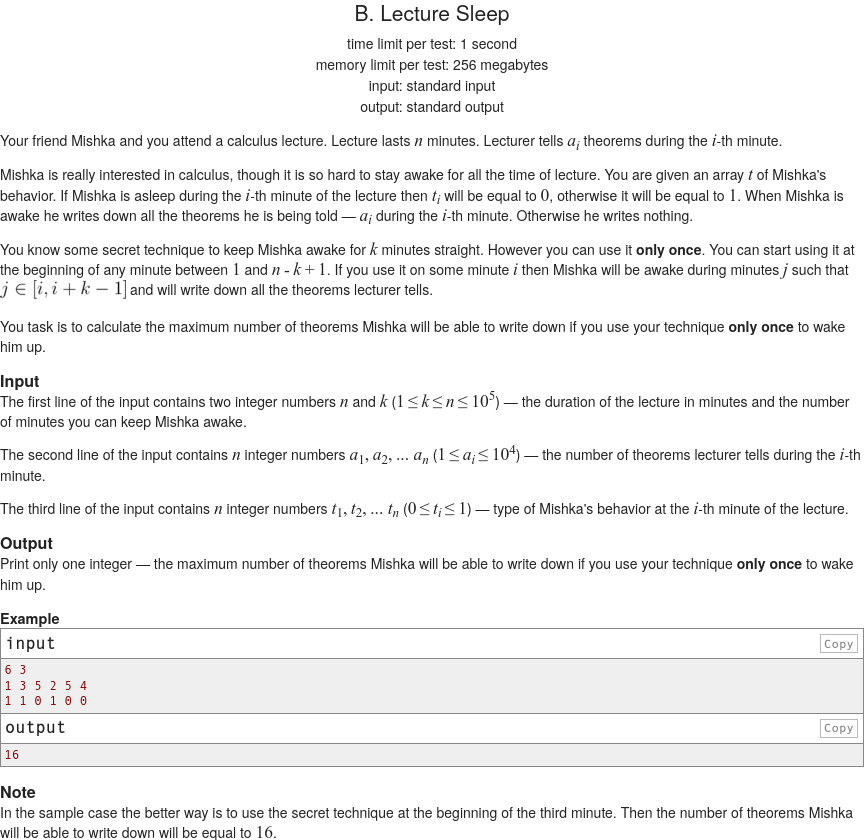 B. Lecture Sleep
time limit per test: 1 second
memory limit per test: 256 megabytes
input: standard input
output: standard output
Your friend Mishka and you attend a calculus lecture. Lecture lasts n minutes. Lecturer tells a_i theorems during the i-th minute.
Mishka is really interested in calculus, though it is so hard to stay awake for all the time of lecture. You are given an array t of Mishka's
behavior. If Mishka is asleep during the i-th minute of the lecture then t_i will be equal to 0, otherwise it will be equal to 1. When Mishka is
awake he writes down all the theorems he is being told — a_i during the i-th minute. Otherwise he writes nothing.
You know some secret technique to keep Mishka awake for k minutes straight. However you can use it only once. You can start using it at
the beginning of any minute between 1 and n - k + 1. If you use it on some minute i then Mishka will be awake during minutes j such that
j ∈ [i, i + k − 1] and will write down all the theorems lecturer tells.
You task is to calculate the maximum number of theorems Mishka will be able to write down if you use your technique only once to wake
him up.
Input
The first line of the input contains two integer numbers n and k (1 ≤ k ≤ n ≤ 10^5) — the duration of the lecture in minutes and the number
of minutes you can keep Mishka awake.
The second line of the input contains n integer numbers a_1, a_2, ... a_n (1 ≤ a_i ≤ 10^4) — the number of theorems lecturer tells during the i-th
minute.
The third line of the input contains n integer numbers t_1, t_2, ... t_n (0 ≤ t_i ≤ 1) — type of Mishka's behavior at the i-th minute of the lecture.
Output
Print only one integer — the maximum number of theorems Mishka will be able to write down if you use your technique only once to wake
him up.
Example
input Copy
6 3
1 3 5 2 5 4
1 1 0 1 0 0
output Copy
16
Note
In the sample case the better way is to use the secret technique at the beginning of the third minute. Then the number of theorems Mishka
will be able to write down will be equal to 16.